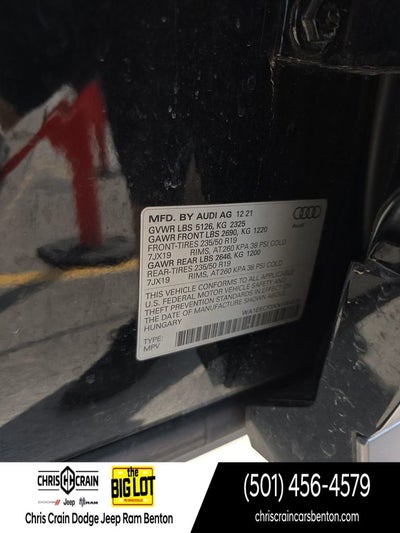 MFD. BY AUDI AG 12 21
GVWR LBS 5126, KG 2325
GAWR FRONT LBS 2690, KG 1220
FRONT-TIRES 235/50 R19
7JX19 RIMS, AT260 KPA 38 PSI COLD
GAWR REAR LBS 2646, KG 1200
REAR-TIRES 235/50 R19
7JX19 RIMS, AT260 KPA 38 PSI COLD
THIS VEHICLE CONFORMS TO ALL APPLICABLE
U.S. FEDERAL MOTOR VEHICLE SAFETY AND
THEFT PREVENTION STANDARDS IN EFFECT ON
THE DATE OF MANUFACTURE SHOWN ABOVE.
HUNGARY
TYPE:
MPV
Audi
CHRIS CRAIN
DODGE Jeep RAM
the
BIG LOT
Chris Crain Dodge Jeep Ram Benton
(501) 456-4579
chriscraincarsbenton.com